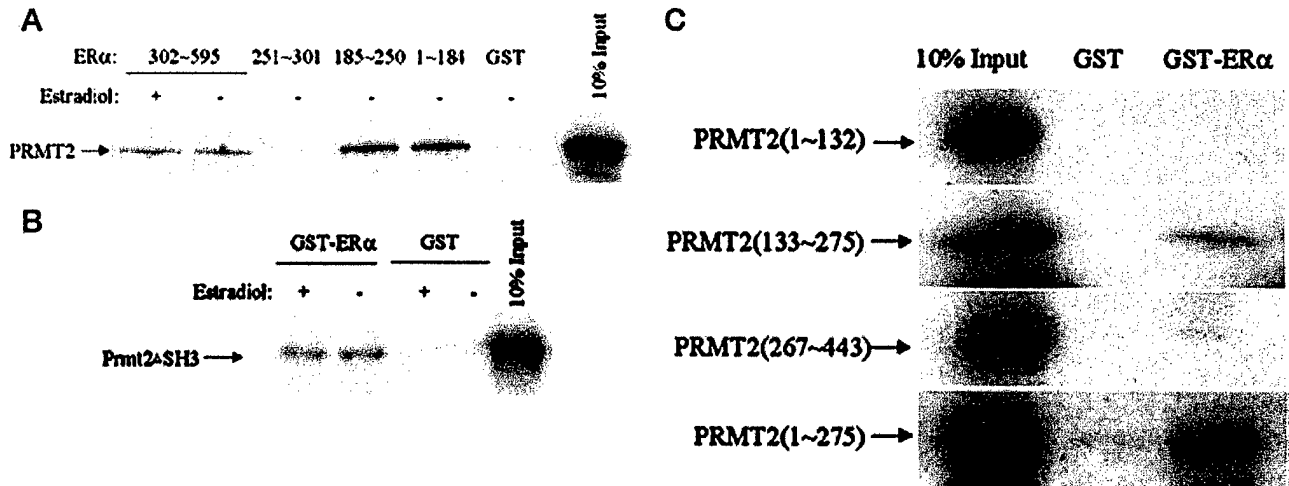 A
ERα: 302~595 251~301 185~250 1~184 GST 10% Input
Estradiol: + - - - - -
PRMT2
B
GST-ERα GST 10% Input
Estradiol: + - + -
Prmt2ΔSH3
C
10% Input GST GST-ERα
PRMT2(1~132)
PRMT2(133~275)
PRMT2(267~443)
PRMT2(1~275)